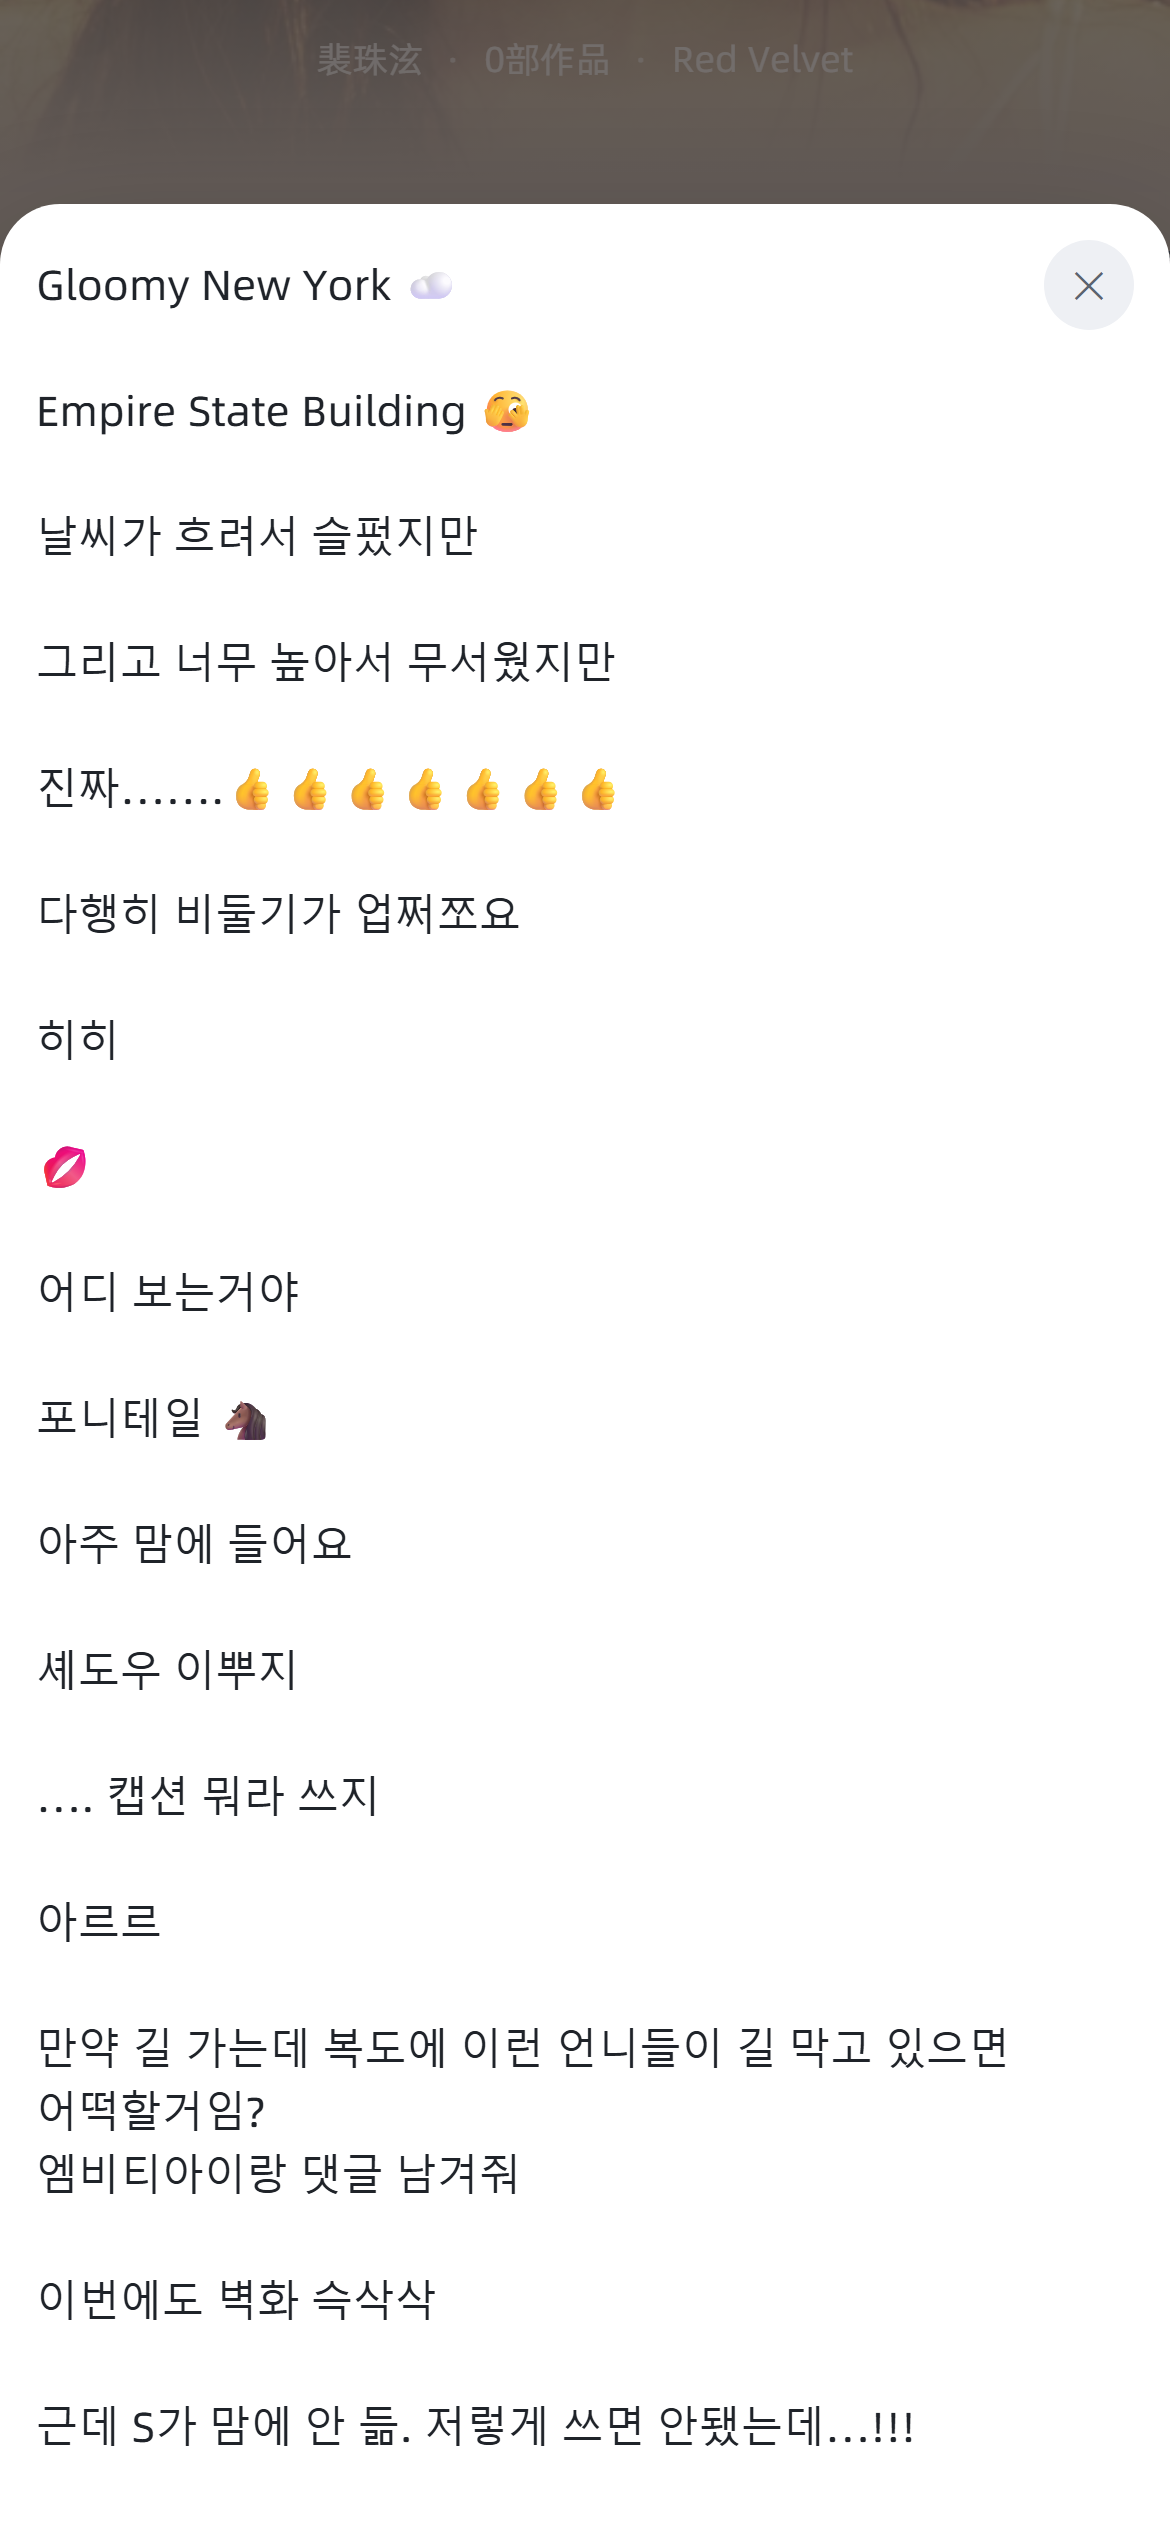 裴珠泫 · 0部作品 · Red Velvet
Gloomy New York ☁️
Empire State Building 🫣
날씨가 흐려서 슬펐지만
그리고 너무 높아서 무서웠지만
진짜.......👍👍👍👍👍👍👍
다행히 비둘기가 업쩌쪼요
히히
💋
어디 보는거야
포니테일 🐴
아주 맘에 들어요
셰도우 이뿌지
.... 캡션 뭐라 쓰지
아르르
만약 길 가는데 복도에 이런 언니들이 길 막고 있으면
어떡할거임?
엠비티아이랑 댓글 남겨줘
이번에도 벽화 슥삭삭
근데 S가 맘에 안 듦. 저렇게 쓰면 안됐는데...!!!